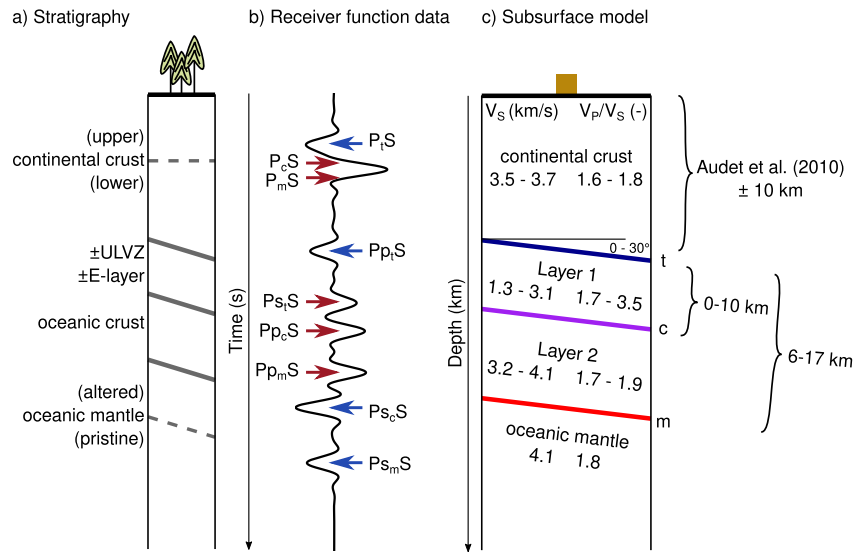 a) Stratigraphy
(upper)
continental crust
(lower)
±ULVZ
±E-layer
oceanic crust
(altered)
oceanic mantle
(pristine)
b) Receiver function data
Time (s)
PtS
PcS
PmS
PptS
PstS
PpcS
PpmS
PscS
PsmS
c) Subsurface model
Depth (km)
VS (km/s) VP/VS (-)
continental crust
3.5 - 3.7 1.6 - 1.8
0 - 30°
t
Layer 1
1.3 - 3.1 1.7 - 3.5
c
Layer 2
3.2 - 4.1 1.7 - 1.9
m
oceanic mantle
4.1 1.8
Audet et al. (2010)
± 10 km
0-10 km
6-17 km